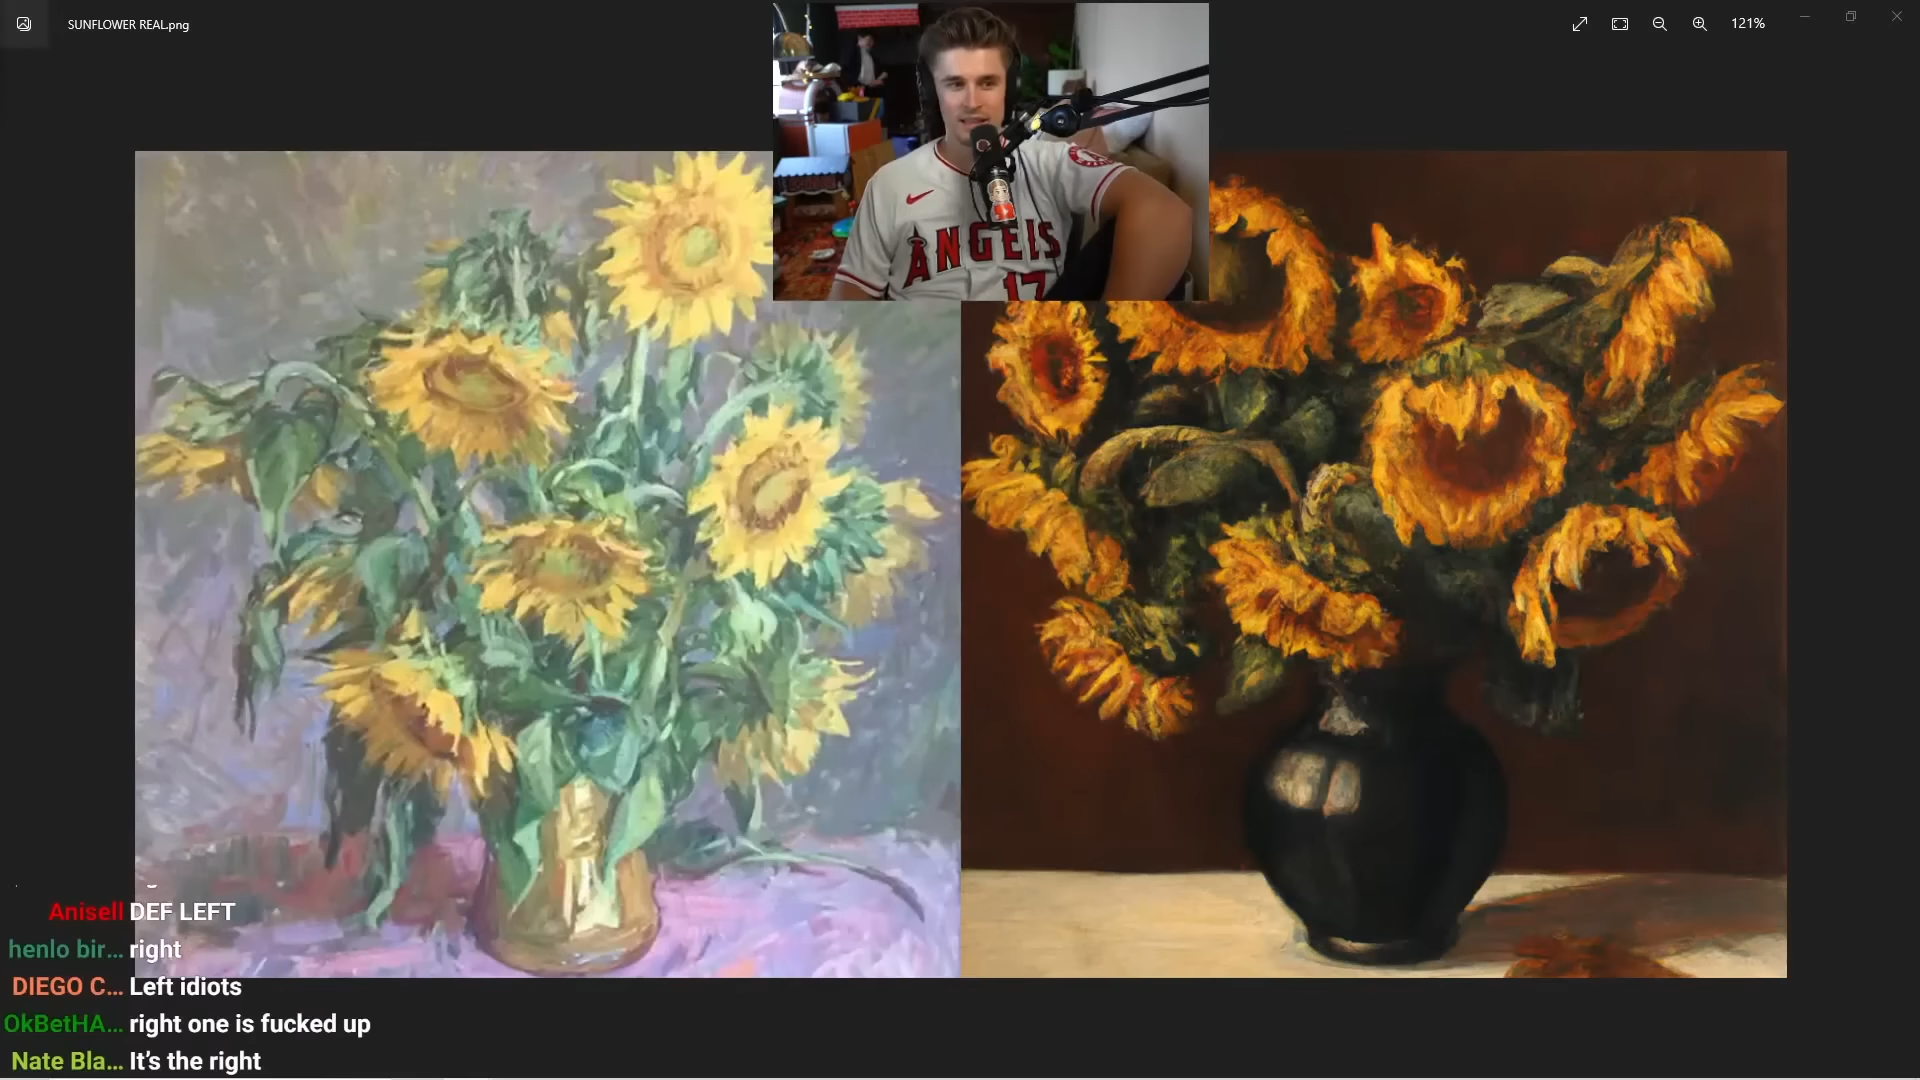 SUNFLOWER REAL.png
121%
ANGELS
17
Anisell DEF LEFT
henlo bir... right
DIEGO C... Left idiots
OkBetHA... right one is fucked up
Nate Bla... It's the right